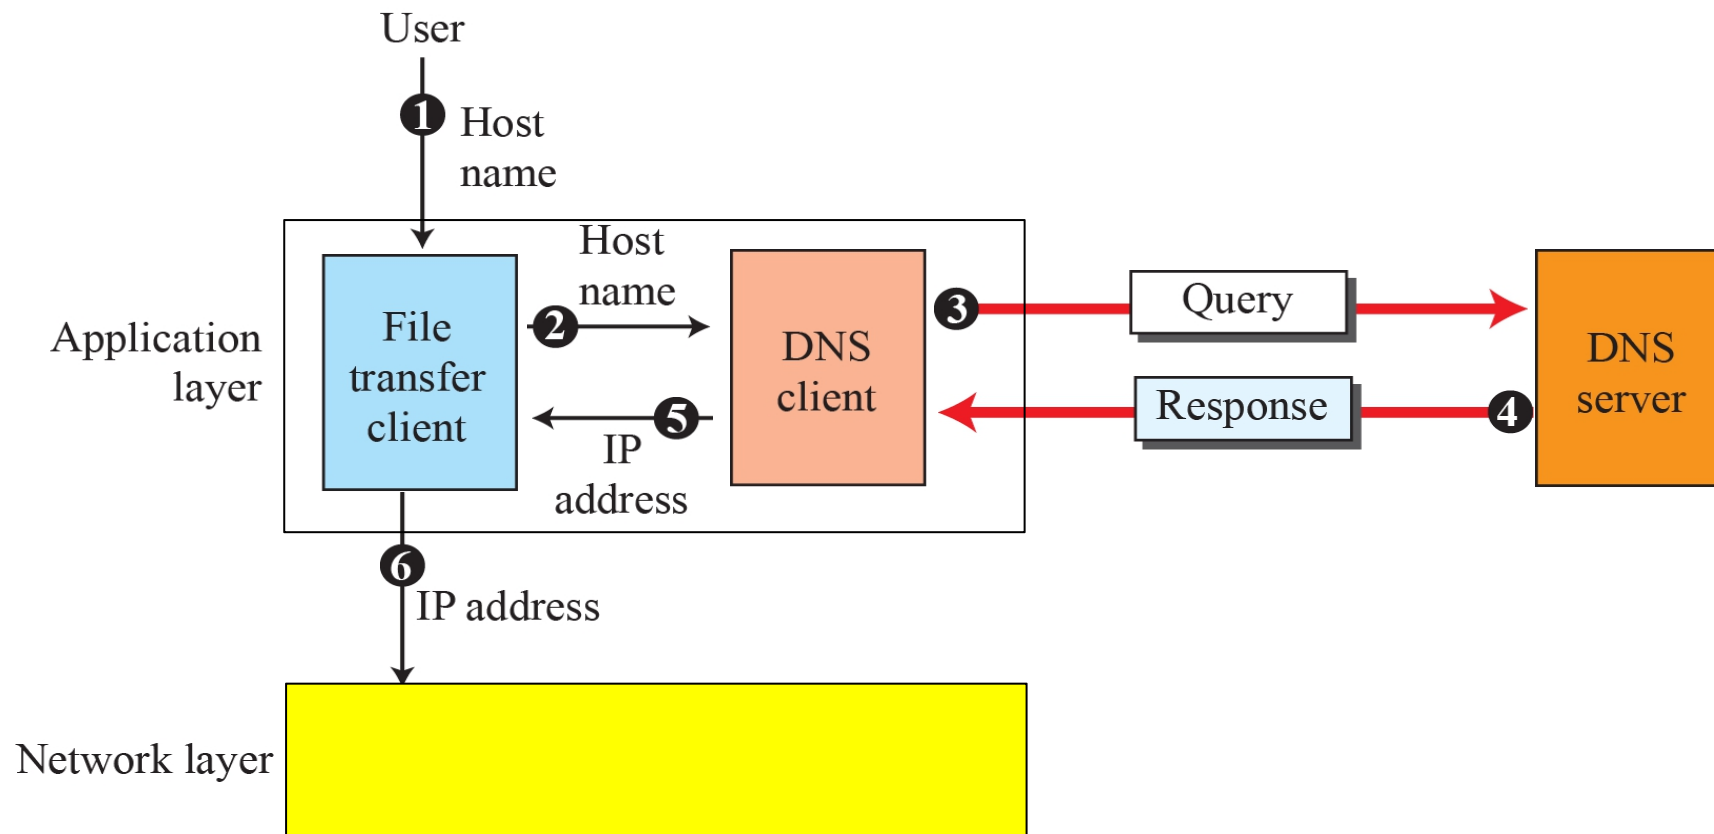 User
1
Host
name
Application
layer
File
transfer
client
2
Host
name
DNS
client
5
IP
address
3
Query
Response
4
DNS
server
6
IP address
Network layer